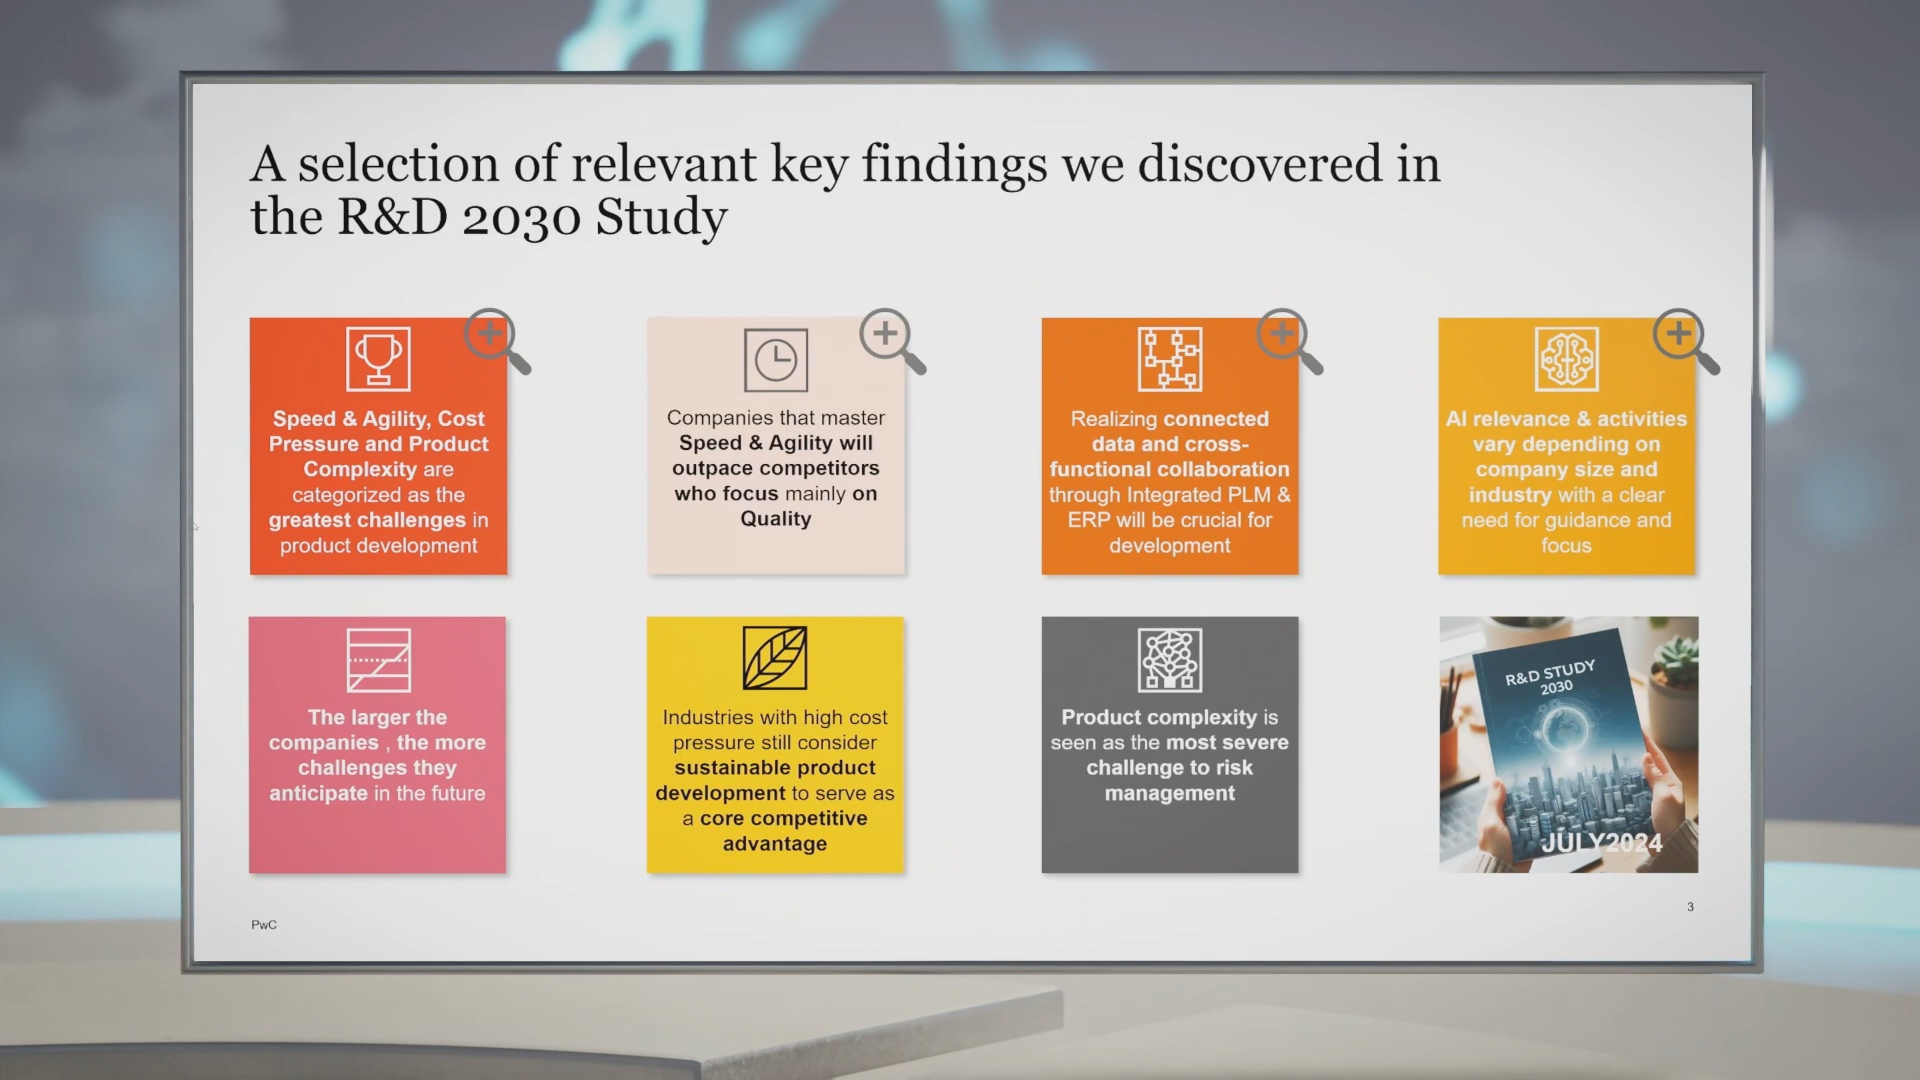 A selection of relevant key findings we discovered in
the R&D 2030 Study
Speed & Agility, Cost
Pressure and Product
Complexity are
categorized as the
greatest challenges in
product development
Companies that master
Speed & Agility will
outpace competitors
who focus mainly on
Quality
Realizing connected
data and cross-
functional collaboration
through Integrated PLM &
ERP will be crucial for
development
AI relevance & activities
vary depending on
company size and
industry with a clear
need for guidance and
focus
The larger the
companies , the more
challenges they
anticipate in the future
Industries with high cost
pressure still consider
sustainable product
development to serve as
a core competitive
advantage
Product complexity is
seen as the most severe
challenge to risk
management
R&D STUDY
2030
JULY2024
PwC
3